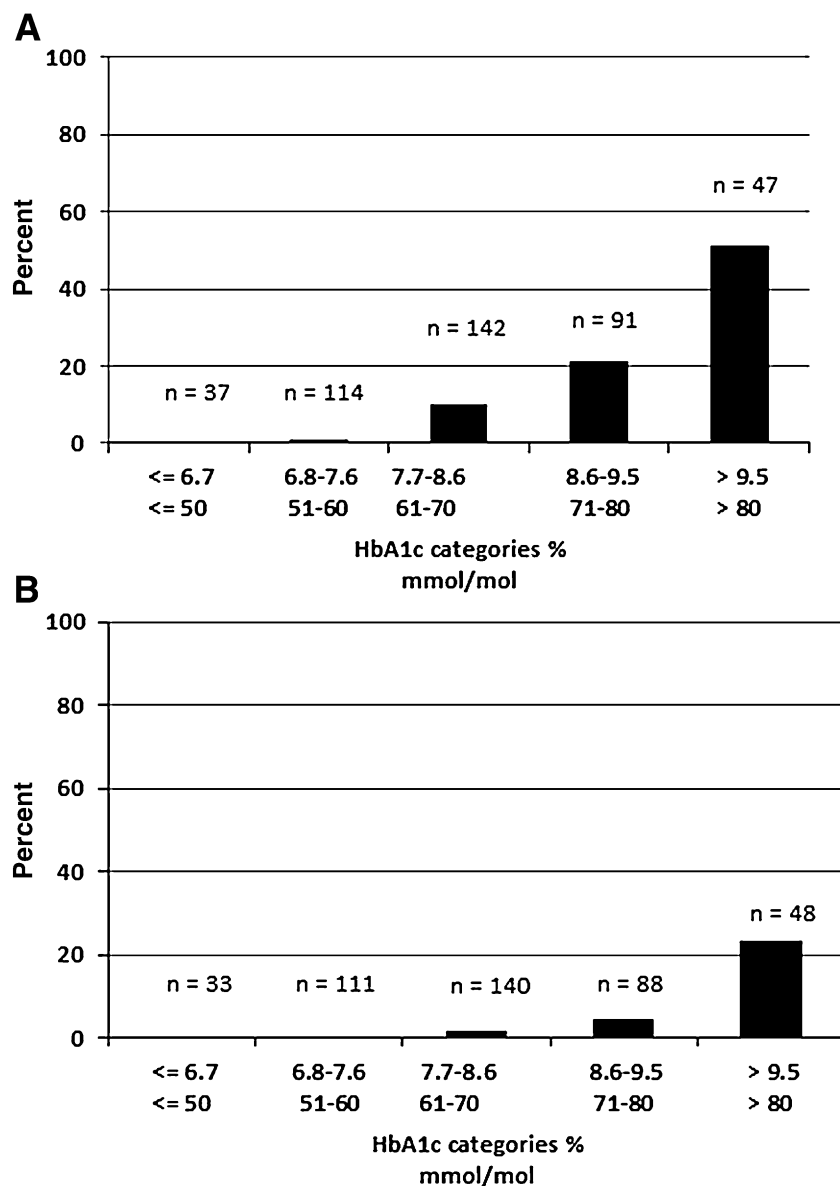 A
100
80
60
40
20
0
Percent
n = 37
n = 114
n = 142
n = 91
n = 47
<= 6.7 6.8-7.6 7.7-8.6 8.6-9.5 > 9.5
<= 50 51-60 61-70 71-80 > 80
HbA1c categories %
mmol/mol
B
100
80
60
40
20
0
Percent
n = 33
n = 111
n = 140
n = 88
n = 48
<= 6.7 6.8-7.6 7.7-8.6 8.6-9.5 > 9.5
<= 50 51-60 61-70 71-80 > 80
HbA1c categories %
mmol/mol